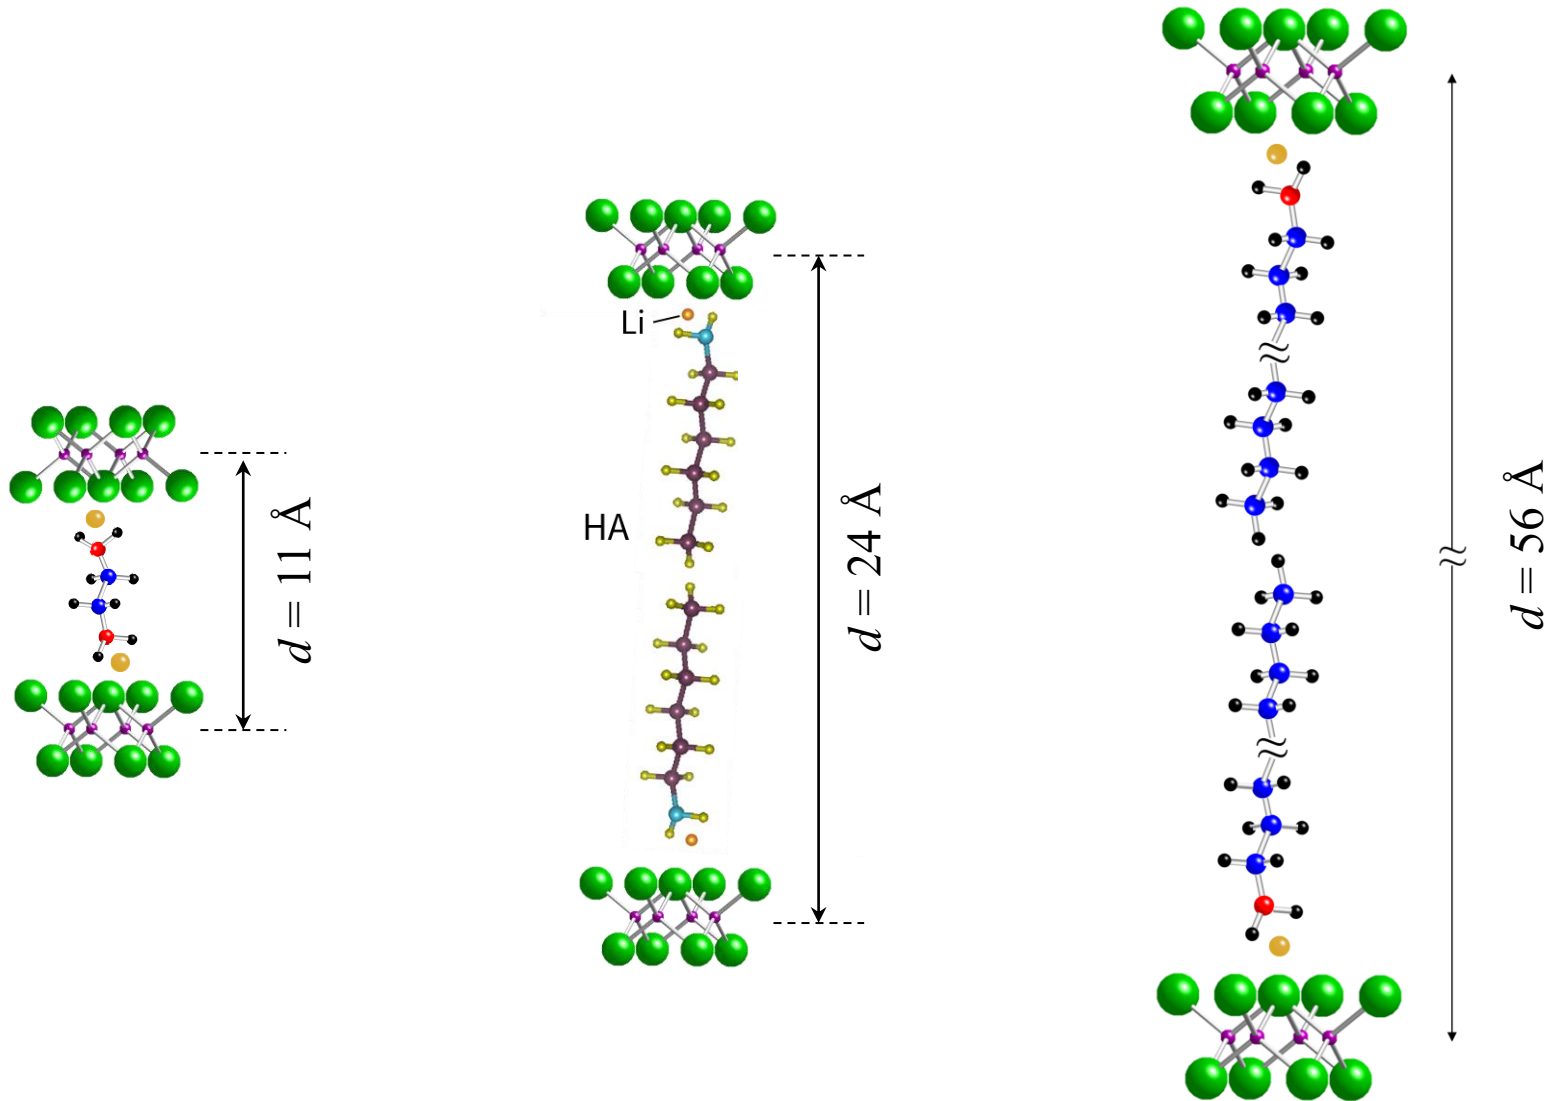 d = 11 Å
Li
HA
d = 24 Å
d = 56 Å